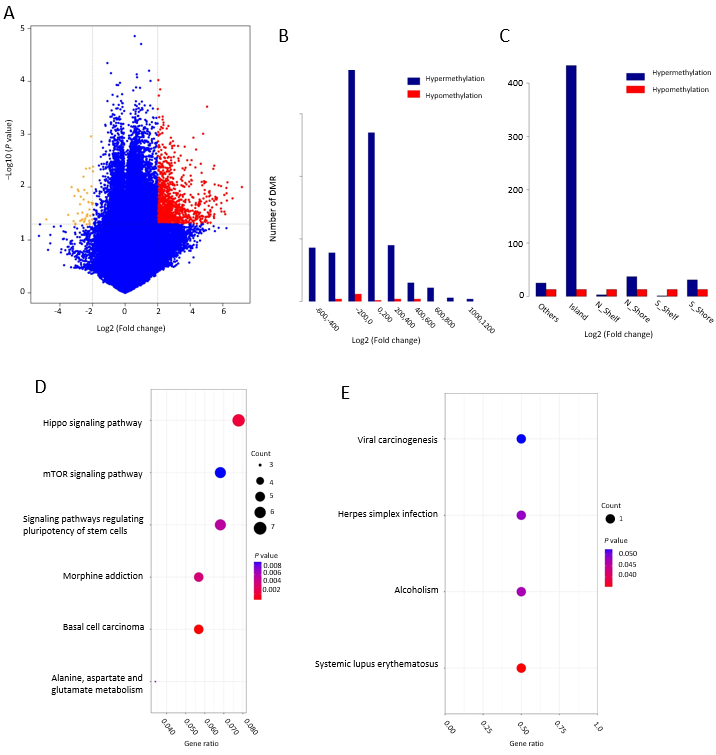 A
5
4
3
2
1
0
−Log10 (P value)
-4
-2
0
2
4
6
Log2 (Fold change)
B
Hypermethylation
Hypomethylation
Number of DMR
-600,-400
-200,0
0,200
200,400
400,600
600,800
1000,1200
Log2 (Fold change)
C
Hypermethylation
Hypomethylation
400
300
200
100
0
Others
Island
N_Shelf
N_Shore
S_Shelf
S_Shore
Log2 (Fold change)
D
Hippo signaling pathway
mTOR signaling pathway
Signaling pathways regulating
pluripotency of stem cells
Morphine addiction
Basal cell carcinoma
Alanine, aspartate and
glutamate metabolism
0.040
0.050
0.060
0.070
0.080
Gene ratio
Count
3
4
5
6
7
P value
0.008
0.006
0.004
0.002
E
Viral carcinogenesis
Herpes simplex infection
Alcoholism
Systemic lupus erythematosus
0.00
0.25
0.50
0.75
1.0
Gene ratio
Count
1
P value
0.050
0.045
0.040